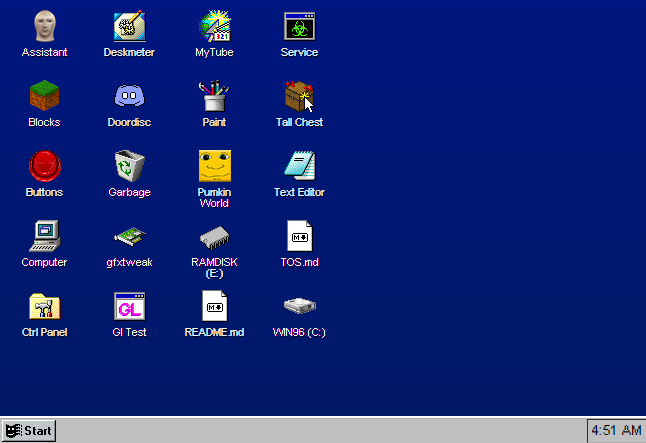 Assistant
Deskmeter
MyTube
Service
Blocks
Doordisc
Paint
Tall Chest
Buttons
Garbage
Pumkin
World
Text Editor
Computer
gfxtweak
RAMDISK
(E:)
TOS.md
Ctrl Panel
GL
Gl Test
README.md
WIN96 (C:)
Start
4:51 AM